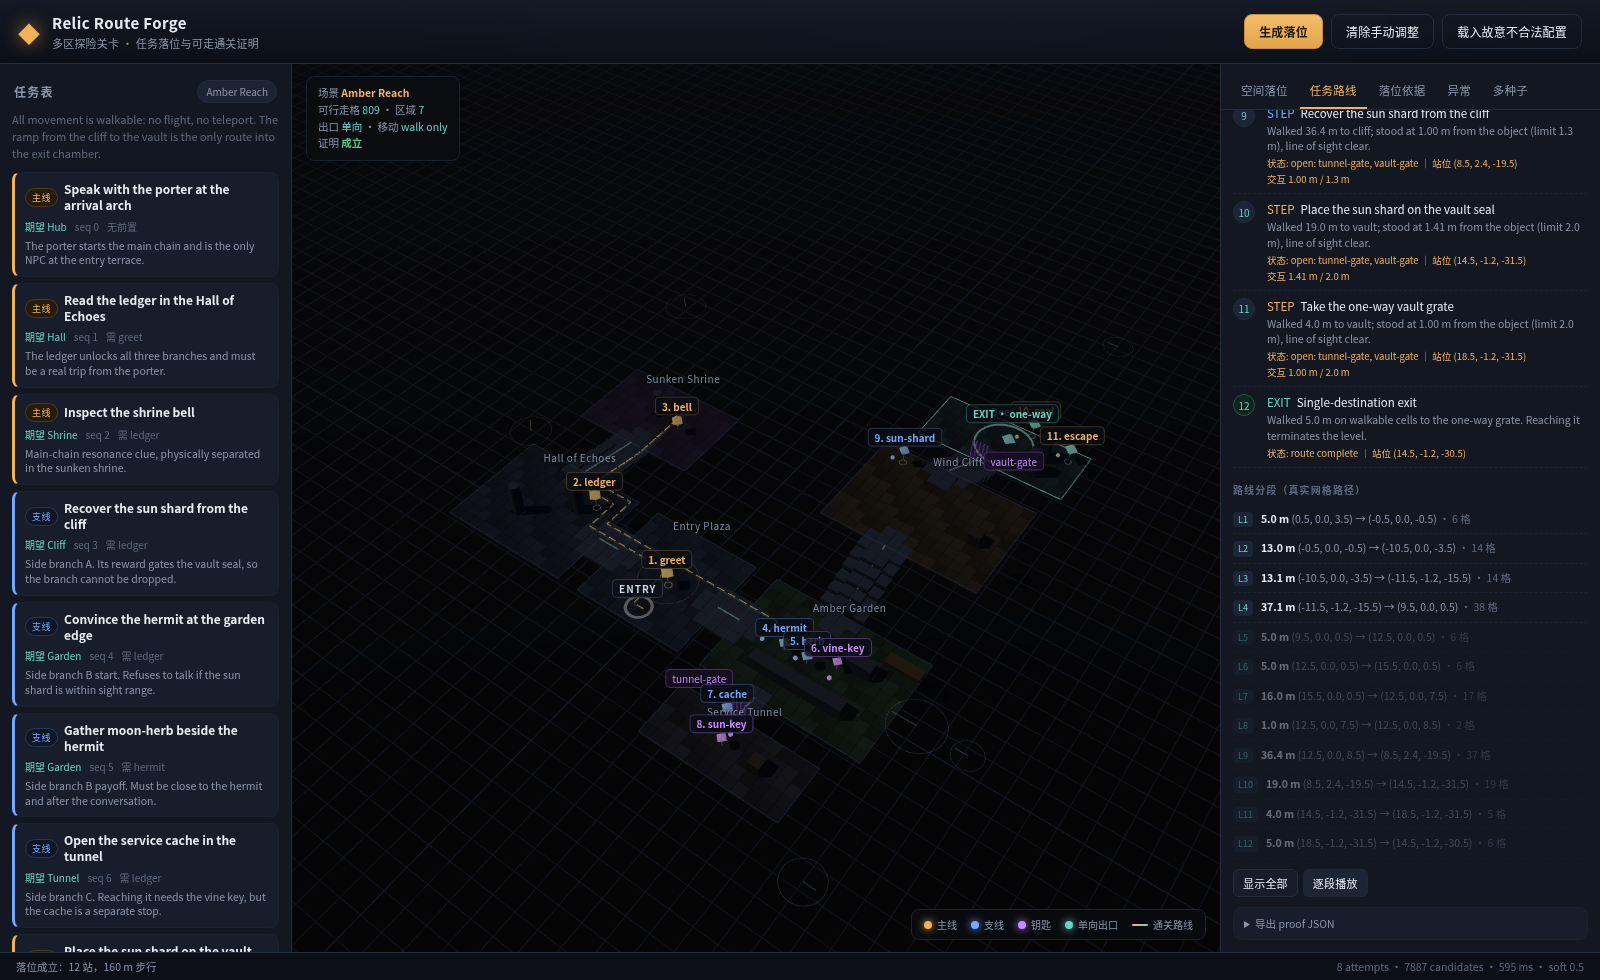 Relic Route Forge
多区探险关卡 · 任务落位与可走通关证明
生成落位
清除手动调整
载入故意不合法配置
任务表
Amber Reach
All movement is walkable: no flight, no teleport. The
ramp from the cliff to the vault is the only route into
the exit chamber.
主线
Speak with the porter at the
arrival arch
期望 Hub seq 0 无前置
The porter starts the main chain and is the only
NPC at the entry terrace.
主线
Read the ledger in the Hall of
Echoes
期望 Hall seq 1 需 greet
The ledger unlocks all three branches and must
be a real trip from the porter.
主线
Inspect the shrine bell
期望 Shrine seq 2 需 ledger
Main-chain resonance clue, physically separated
in the sunken shrine.
支线
Recover the sun shard from the
cliff
期望 Cliff seq 3 需 ledger
Side branch A. Its reward gates the vault seal, so
the branch cannot be dropped.
支线
Convince the hermit at the garden
edge
期望 Garden seq 4 需 ledger
Side branch B start. Refuses to talk if the sun
shard is within sight range.
支线
Gather moon-herb beside the
hermit
期望 Garden seq 5 需 hermit
Side branch B payoff. Must be close to the hermit
and after the conversation.
支线
Open the service cache in the
tunnel
期望 Tunnel seq 6 需 ledger
Side branch C. Reaching it needs the vine key, but
the cache is a separate stop.
Place the sun shard on the vault
场景 Amber Reach
可行走格 809 · 区域 7
出口 单向 · 移动 walk only
证明 成立
Sunken Shrine
3. bell
Hall of Echoes
2. ledger
Entry Plaza
1. greet
ENTRY
EXIT · one-way
9. sun-shard
11. escape
Wind Cliff
vault-gate
Amber Garden
4. hermit
5.
6. vine-key
tunnel-gate
7. cache
Service Tunnel
8. sun-key
主线
支线
钥匙
单向出口
通关路线
空间落位
任务路线
落位依据
异常
多种子
9
STEP Recover the sun shard from the cliff
Walked 36.4 m to cliff; stood at 1.00 m from the object (limit 1.3
m), line of sight clear.
状态: open: tunnel-gate, vault-gate | 站位 (8.5, 2.4, -19.5)
交互 1.00 m / 1.3 m
10
STEP Place the sun shard on the vault seal
Walked 19.0 m to vault; stood at 1.41 m from the object (limit 2.0
m), line of sight clear.
状态: open: tunnel-gate, vault-gate | 站位 (14.5, -1.2, -31.5)
交互 1.41 m / 2.0 m
11
STEP Take the one-way vault grate
Walked 4.0 m to vault; stood at 1.00 m from the object (limit 2.0
m), line of sight clear.
状态: open: tunnel-gate, vault-gate | 站位 (18.5, -1.2, -31.5)
交互 1.00 m / 2.0 m
12
EXIT Single-destination exit
Walked 5.0 m on walkable cells to the one-way grate. Reaching it
terminates the level.
状态: route complete | 站位 (14.5, -1.2, -30.5)
路线分段（真实网格路径）
L1 5.0 m (0.5, 0.0, 3.5) → (-0.5, 0.0, -0.5) · 6 格
L2 13.0 m (-0.5, 0.0, -0.5) → (-10.5, 0.0, -3.5) · 14 格
L3 13.1 m (-10.5, 0.0, -3.5) → (-11.5, -1.2, -15.5) · 14 格
L4 37.1 m (-11.5, -1.2, -15.5) → (9.5, 0.0, 0.5) · 38 格
L5 5.0 m (9.5, 0.0, 0.5) → (12.5, 0.0, 0.5) · 6 格
L6 5.0 m (12.5, 0.0, 0.5) → (15.5, 0.0, 0.5) · 6 格
L7 16.0 m (15.5, 0.0, 0.5) → (12.5, 0.0, 7.5) · 17 格
L8 1.0 m (12.5, 0.0, 7.5) → (12.5, 0.0, 8.5) · 2 格
L9 36.4 m (12.5, 0.0, 8.5) → (8.5, 2.4, -19.5) · 37 格
L10 19.0 m (8.5, 2.4, -19.5) → (14.5, -1.2, -31.5) · 19 格
L11 4.0 m (14.5, -1.2, -31.5) → (18.5, -1.2, -31.5) · 5 格
L12 5.0 m (18.5, -1.2, -31.5) → (14.5, -1.2, -30.5) · 6 格
显示全部
逐段播放
▶ 导出 proof JSON
落位成立：12 站，160 m 步行
8 attempts · 7887 candidates · 595 ms · soft 0.5